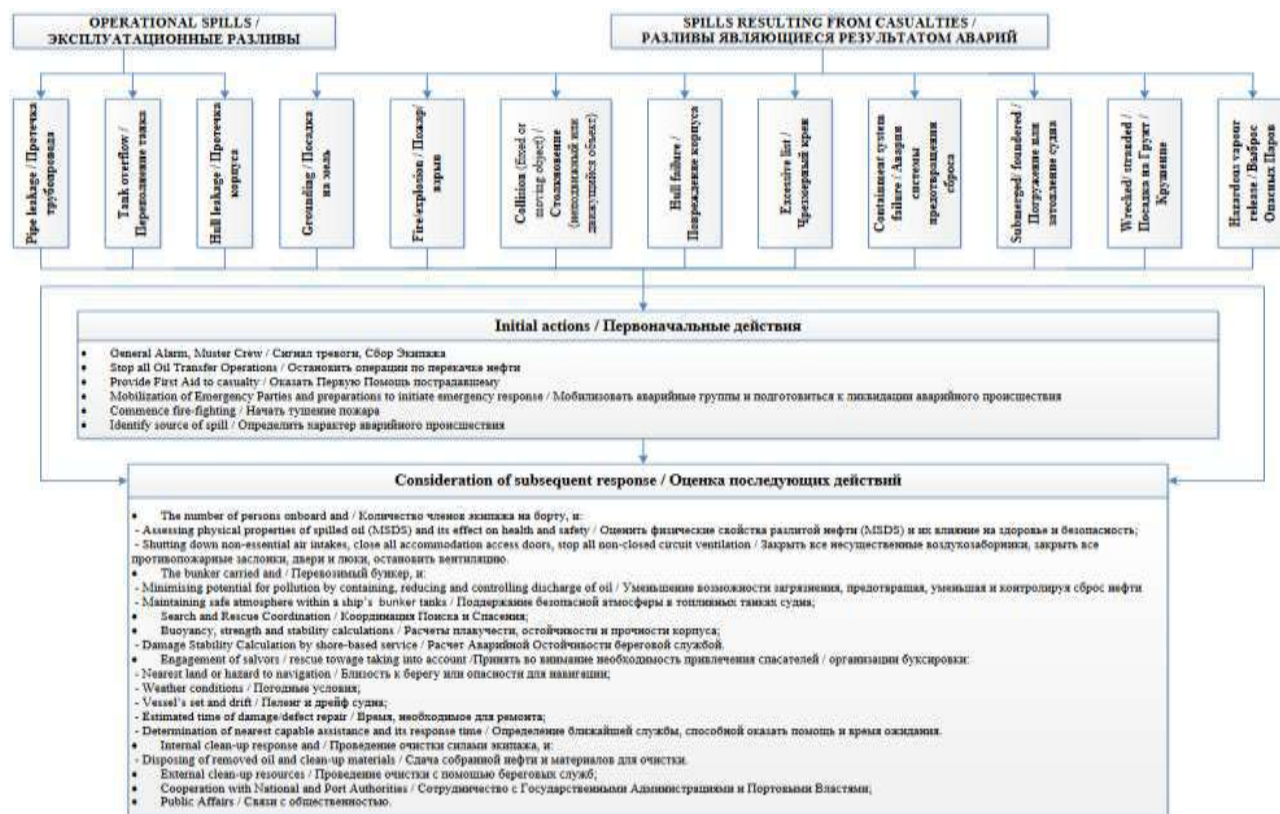 OPERATIONAL SPILLS /
ЭКСПЛУАТАЦИОННЫЕ РАЗЛИВЫ
SPILLS RESULTING FROM CASUALTIES /
РАЗЛИВЫ ЯВЛЯЮЩИЕСЯ РЕЗУЛЬТАТОМ АВАРИЙ
Pipe leakage / Протечка
трубопровода
Tank overflow /
Переполнение танка
Hull leakage / Протечка
корпуса
Grounding / Посадка
на мель
Fire/explotion / Пожар/
взрыв
Collision (fixed or
moving object) /
Столкновение
(неподвижный или
движущийся объект)
Hull failure /
Повреждение корпуса
Excessive list /
Чрезмерный крен
Containment system
failure / Авария
системы
предотвращения
сброса
Submerged/ foundered /
Погружение или
затопление судна
Wrecked/ stranded /
Посадка на Грунт /
Крушение
Hazardous vapour
release / Выброс
Опасных Паров
Initial actions / Первоначальные действия
• General Alarm, Muster Crew / Сигнал тревоги, Сбор Экипажа
• Stop all Oil Transfer Operations / Остановить операции по перекачке нефти
• Provide First Aid to casualty / Оказать Первую Помощь пострадавшему
• Mobilization of Emergency Parties and preparations to initiate emergency response / Мобилизовать аварийные группы и подготовиться к ликвидации аварийного происшествия
• Commence fire-fighting / Начать тушение пожара
• Identify source of spill / Определить характер аварийного происшествия
Consideration of subsequent response / Оценка последующих действий
• The number of persons onboard and / Количество членов экипажа на борту, и:
- Assessing physical properties of spilled oil (MSDS) and its effect on health and safety / Оценить физические свойства разлитой нефти (MSDS) и их влияние на здоровье и безопасность;
- Shutting down non-essential air intakes, close all accommodation access doors, stop all non-closed circuit ventilation / Закрыть все несущественные воздухозаборники, закрыть все
противопожарные заслонки, двери и люки, остановить вентиляцию.
• The bunker carried and / Перевозимый бункер, и:
- Minimising potential for pollution by containing, reducing and controlling discharge of oil / Уменьшение возможности загрязнения, предотвращая, уменьшая и контролируя сброс нефти
- Maintaining safe atmosphere within a ship's bunker tanks / Поддержание безопасной атмосферы в топливных танках судна;
• Search and Rescue Coordination / Координация Поиска и Спасения;
• Buoyancy, strength and stability calculations / Расчеты плавучести, остойчивости и прочности корпуса;
- Damage Stability Calculation by shore-based service / Расчет Аварийной Остойчивости береговой службой.
• Engagement of salvors / rescue towage taking into account /Принять во внимание необходимость привлечения спасателей / организации буксировки:
- Nearest land or hazard to navigation / Близость к берегу или опасности для навигации;
- Weather conditions / Погодные условия;
- Vessel's set and drift / Пеленг и дрейф судна;
- Estimated time of damage/defect repair / Время, необходимое для ремонта;
- Determination of nearest capable assistance and its response time / Определение ближайшей службы, способной оказать помощь и время ожидания.
• Internal clean-up response and / Проведение очистки силами экипажа, и:
- Disposing of removed oil and clean-up materials / Сдача собранной нефти и материалов для очистки.
• External clean-up resources / Проведение очистки с помощью береговых служб;
• Cooperation with National and Port Authorities / Сотрудничество с Государственными Администрациями и Портовыми Властями;
• Public Affairs / Связи с общественностью.